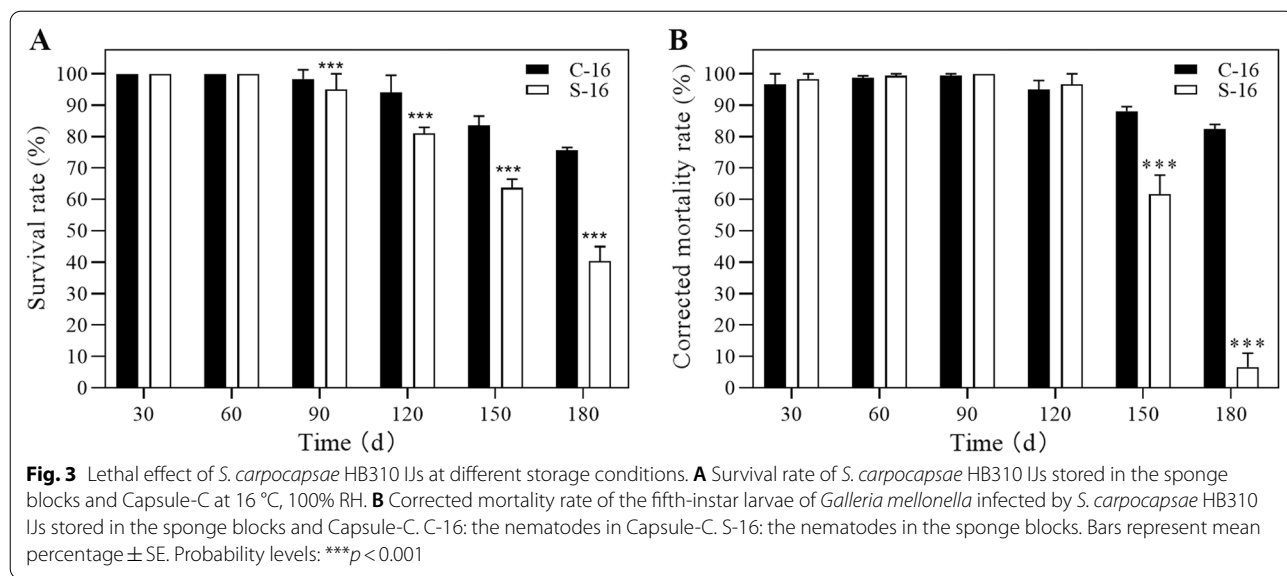 A
Survival rate (%)
100
90
80
70
60
50
40
30
20
10
0
***
***
***
***
C-16
S-16
30 60 90 120 150 180
Time (d)
B
Corrected mortality rate (%)
100
90
80
70
60
50
40
30
20
10
0
***
***
C-16
S-16
30 60 90 120 150 180
Time (d)
Fig. 3 Lethal effect of S. carpocapsae HB310 IJs at different storage conditions. A Survival rate of S. carpocapsae HB310 IJs stored in the sponge
blocks and Capsule-C at 16 °C, 100% RH. B Corrected mortality rate of the fifth-instar larvae of Galleria mellonella infected by S. carpocapsae HB310
IJs stored in the sponge blocks and Capsule-C. C-16: the nematodes in Capsule-C. S-16: the nematodes in the sponge blocks. Bars represent mean
percentage ± SE. Probability levels: ***p < 0.001